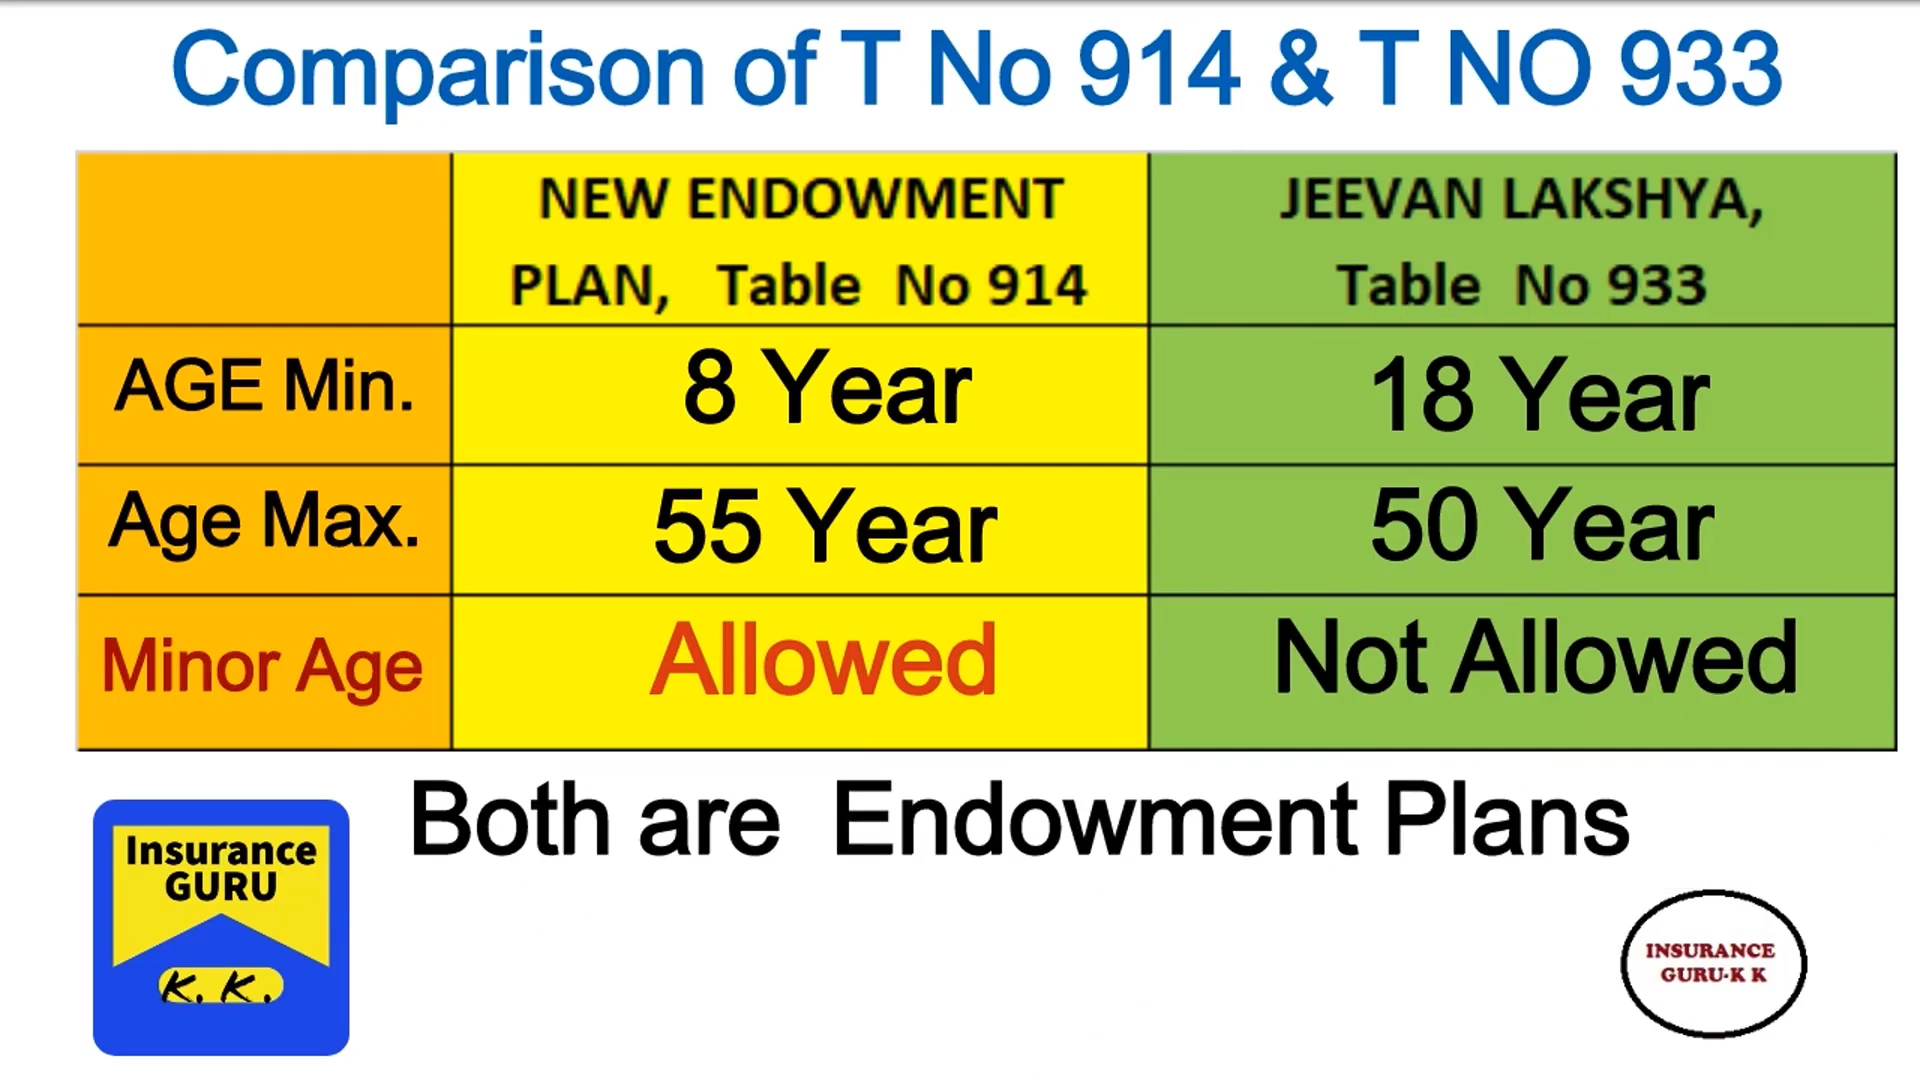 Comparison of T No 914 & T NO 933
NEW ENDOWMENT
PLAN, Table No 914
JEEVAN LAKSHYA,
Table No 933
AGE Min.
8 Year
18 Year
Age Max.
55 Year
50 Year
Minor Age
Allowed
Not Allowed
Both are Endowment Plans
Insurance
GURU
K. K.
INSURANCE
GURU-K K